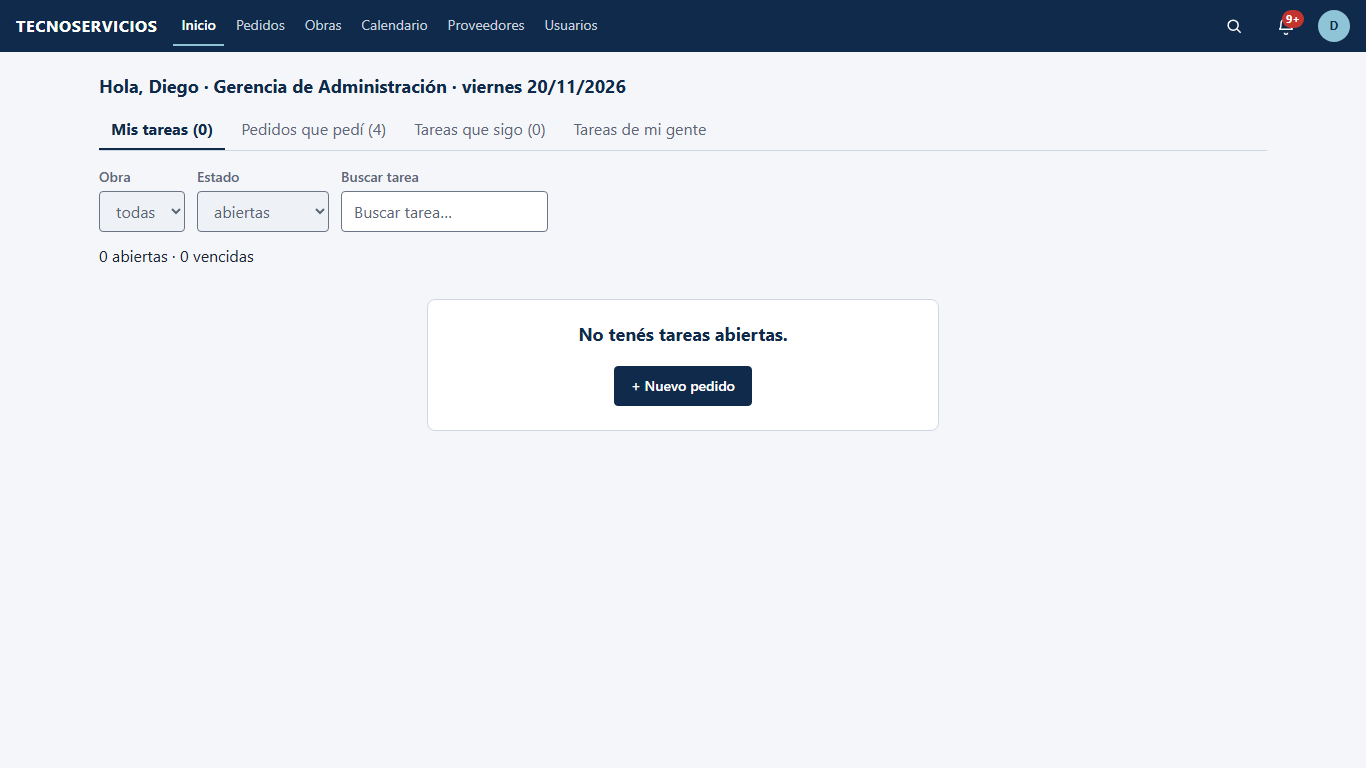 TECNOSERVICIOS Inicio Pedidos Obras Calendario Proveedores Usuarios 9+ D
Hola, Diego · Gerencia de Administración · viernes 20/11/2026
Mis tareas (0) Pedidos que pedí (4) Tareas que sigo (0) Tareas de mi gente
Obra Estado Buscar tarea
todas abiertas Buscar tarea...
0 abiertas · 0 vencidas
No tenés tareas abiertas.
+ Nuevo pedido